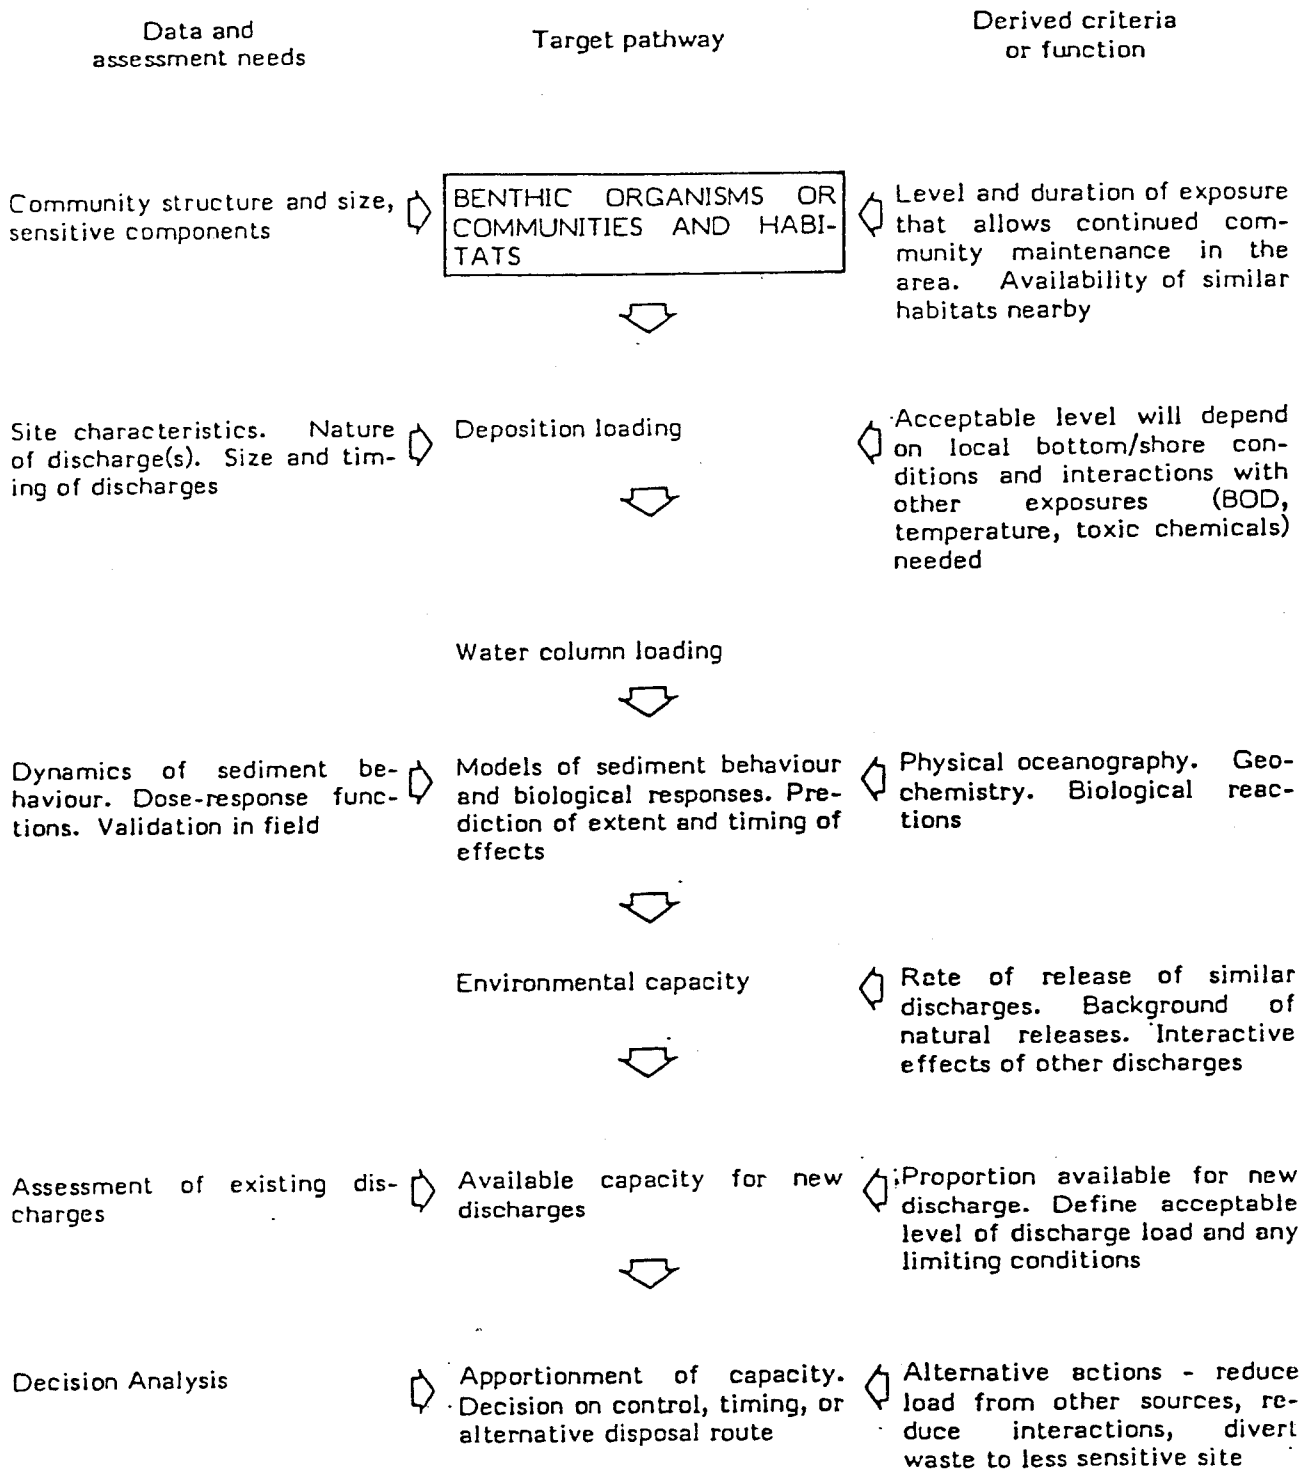 Data and
assessment needs
Target pathway
Derived criteria
or function
Community structure and size,
sensitive components
BENTHIC ORGANISMS OR
COMMUNITIES AND HABI-
TATS
Level and duration of exposure
that allows continued com-
munity maintenance in the
area. Availability of similar
habitats nearby
Site characteristics. Nature
of discharge(s). Size and tim-
ing of discharges
Deposition loading
Acceptable level will depend
on local bottom/shore con-
ditions and interactions with
other exposures (BOD,
temperature, toxic chemicals)
needed
Water column loading
Dynamics of sediment be-
haviour. Dose-response func-
tions. Validation in field
Models of sediment behaviour
and biological responses. Pre-
diction of extent and timing of
effects
Physical oceanography. Geo-
chemistry. Biological reac-
tions
Environmental capacity
Rate of release of similar
discharges. Background of
natural releases. Interactive
effects of other discharges
Assessment of existing dis-
charges
Available capacity for new
discharges
Proportion available for new
discharge. Define acceptable
level of discharge load and any
limiting conditions
Decision Analysis
Apportionment of capacity.
Decision on control, timing, or
alternative disposal route
Alternative actions - reduce
load from other sources, re-
duce interactions, divert
waste to less sensitive site